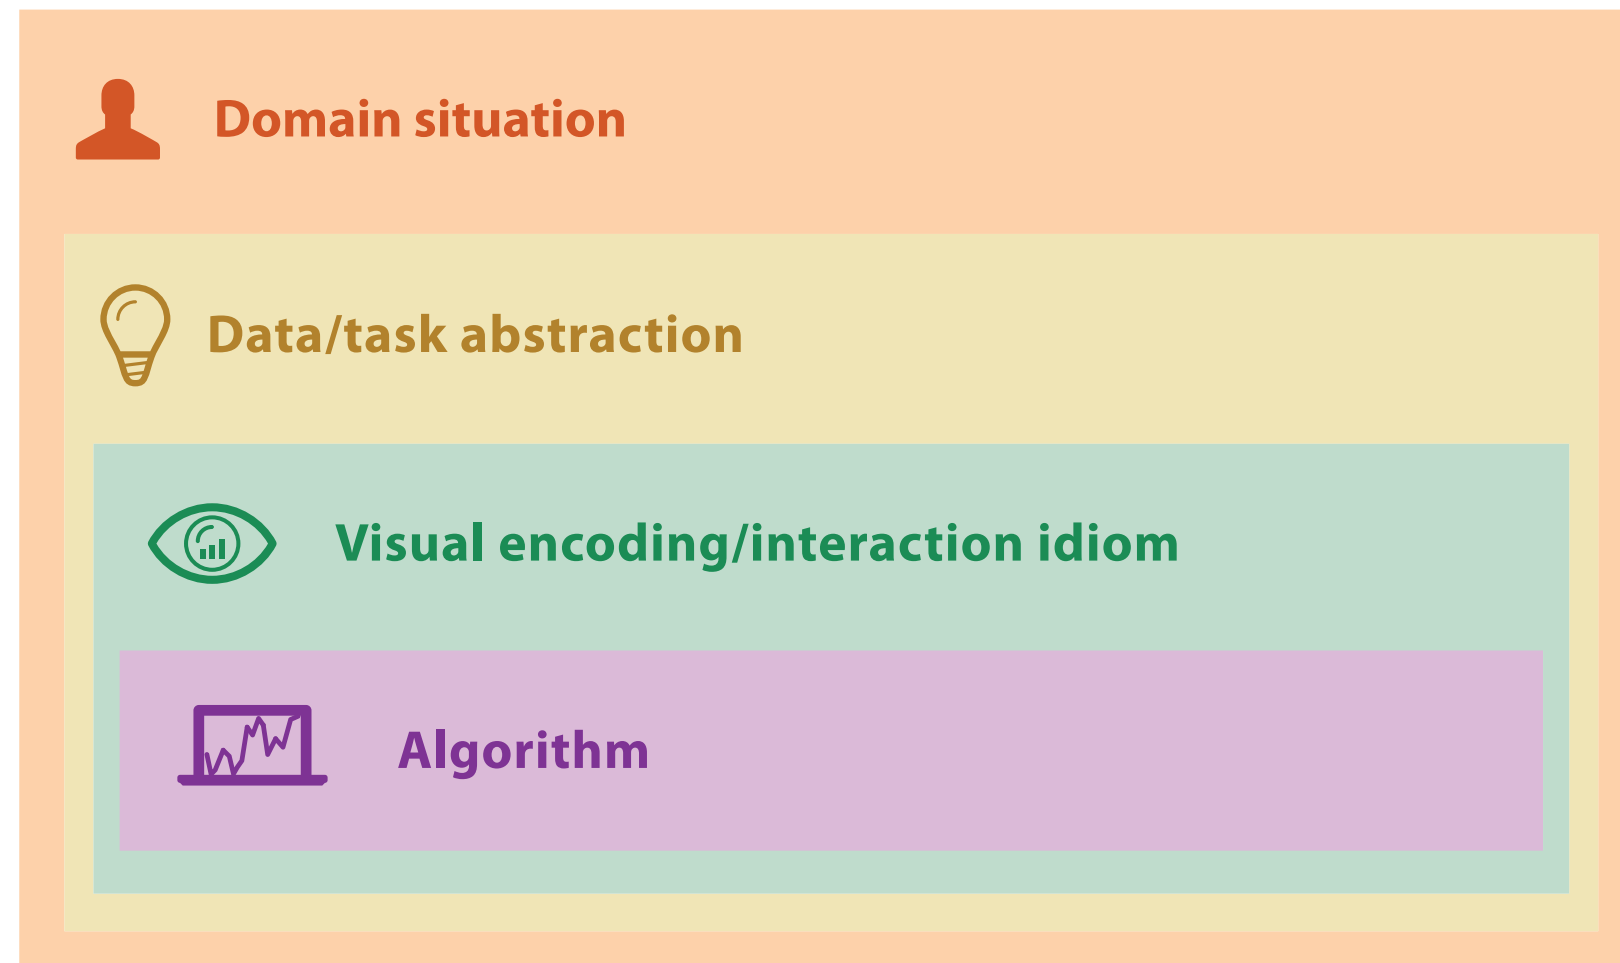 Domain situation
Data/task abstraction
Visual encoding/interaction idiom
Algorithm